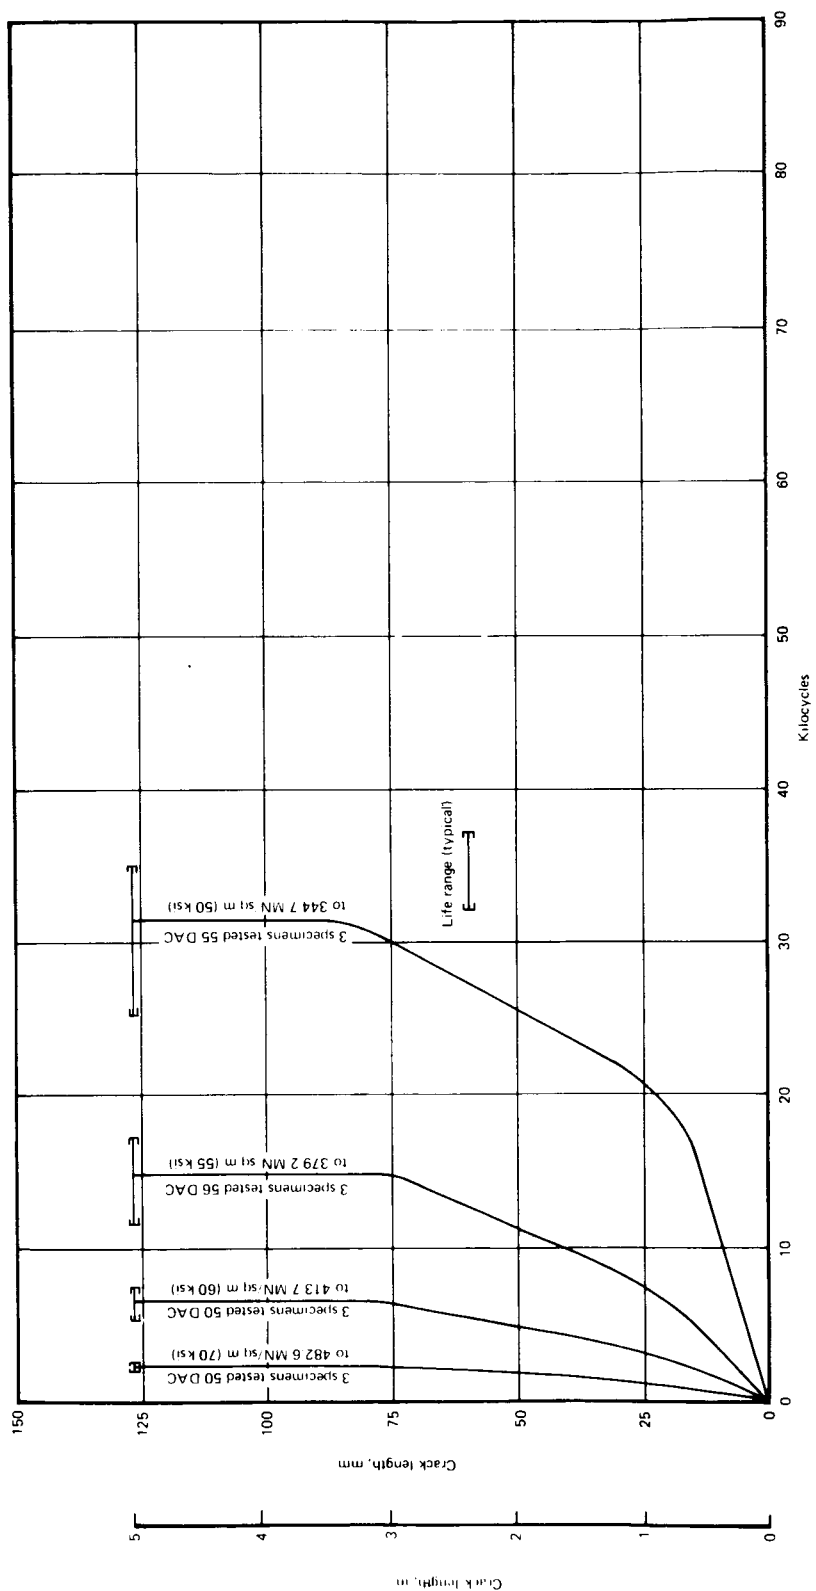 150
125
100
75
50
25
0
Crack length, mm
5
4
3
2
1
0
Crack length, in
3 specimens tested 50 DAC
to 482.6 MN/sq m (70 ksi)
3 specimens tested 50 DAC
to 413.7 MN/sq m (60 ksi)
3 specimens tested 56 DAC
to 379.2 MN sq m (55 ksi)
3 specimens tested 55 DAC
to 344.7 MN sq m (50 ksi)
Life range (typical)
0
10
20
30
40
50
60
70
80
90
Kilocycles